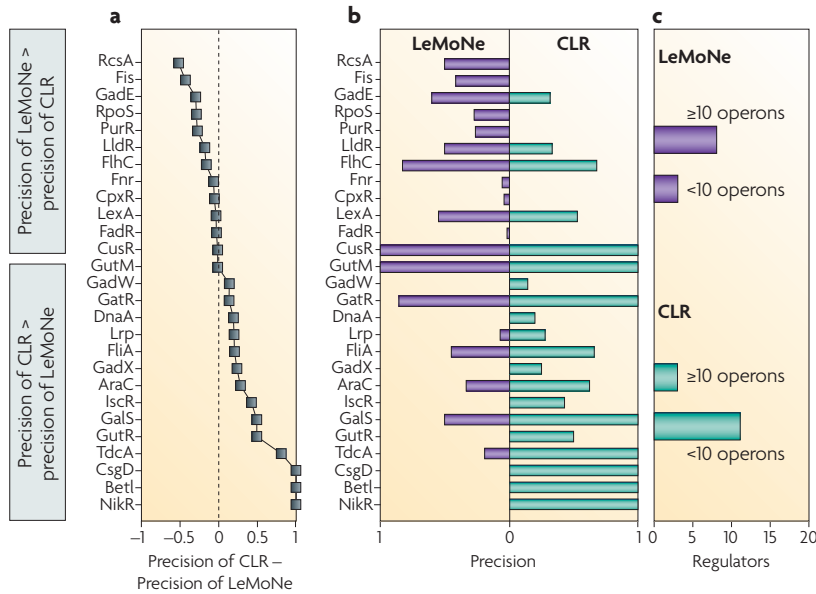 a
b
c
Precision of LeMoNe >
precision of CLR
Precision of CLR >
precision of LeMoNe
RcsA
Fis
GadE
RpoS
PurR
LldR
FlhC
Fnr
CpxR
LexA
FadR
CusR
GutM
GadW
GatR
DnaA
Lrp
FliA
GadX
AraC
IscR
GalS
GutR
TdcA
CsgD
BetI
NikR
−1
−0.5
0
0.5
1
Precision of CLR –
Precision of LeMoNe
LeMoNe
CLR
RcsA
Fis
GadE
RpoS
PurR
LldR
FlhC
Fnr
CpxR
LexA
FadR
CusR
GutM
GadW
GatR
DnaA
Lrp
FliA
GadX
AraC
IscR
GalS
GutR
TdcA
CsgD
BetI
NikR
1
0
1
Precision
LeMoNe
≥10 operons
<10 operons
CLR
≥10 operons
<10 operons
0
5
10
15
20
Regulators